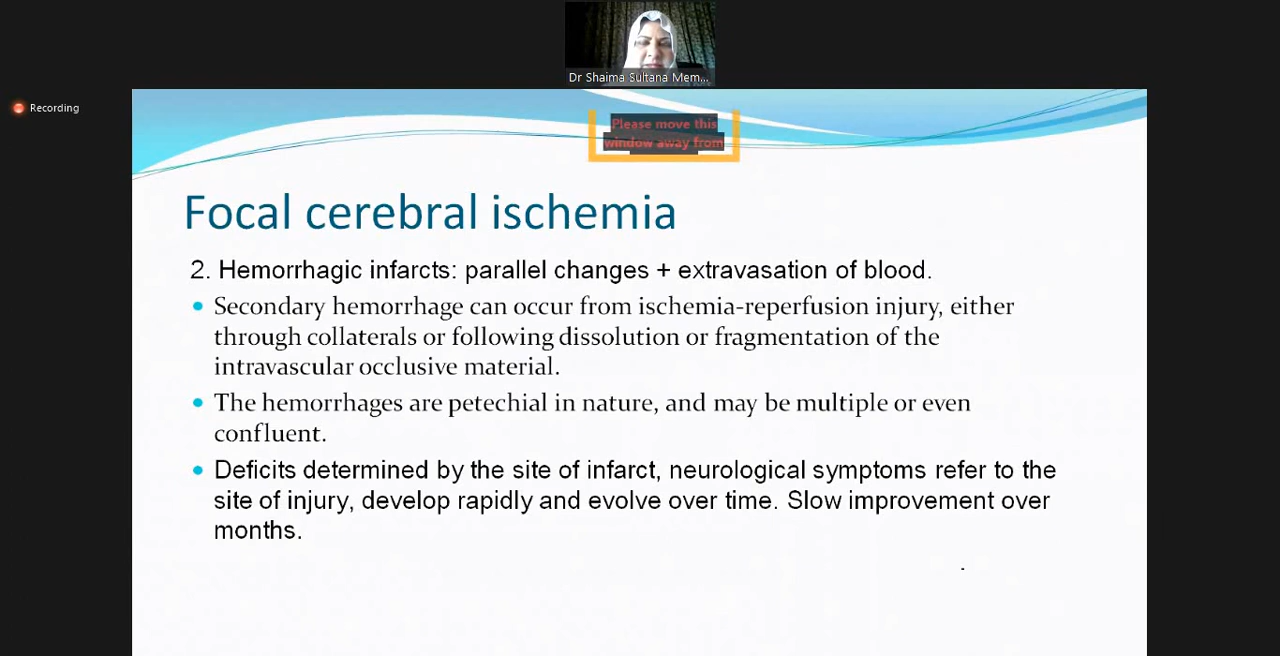 Dr Shaima Sultana Mem...
Recording
Please move this
window away from
Focal cerebral ischemia
2. Hemorrhagic infarcts: parallel changes + extravasation of blood.
• Secondary hemorrhage can occur from ischemia-reperfusion injury, either
through collaterals or following dissolution or fragmentation of the
intravascular occlusive material.
• The hemorrhages are petechial in nature, and may be multiple or even
confluent.
• Deficits determined by the site of infarct, neurological symptoms refer to the
site of injury, develop rapidly and evolve over time. Slow improvement over
months.
.